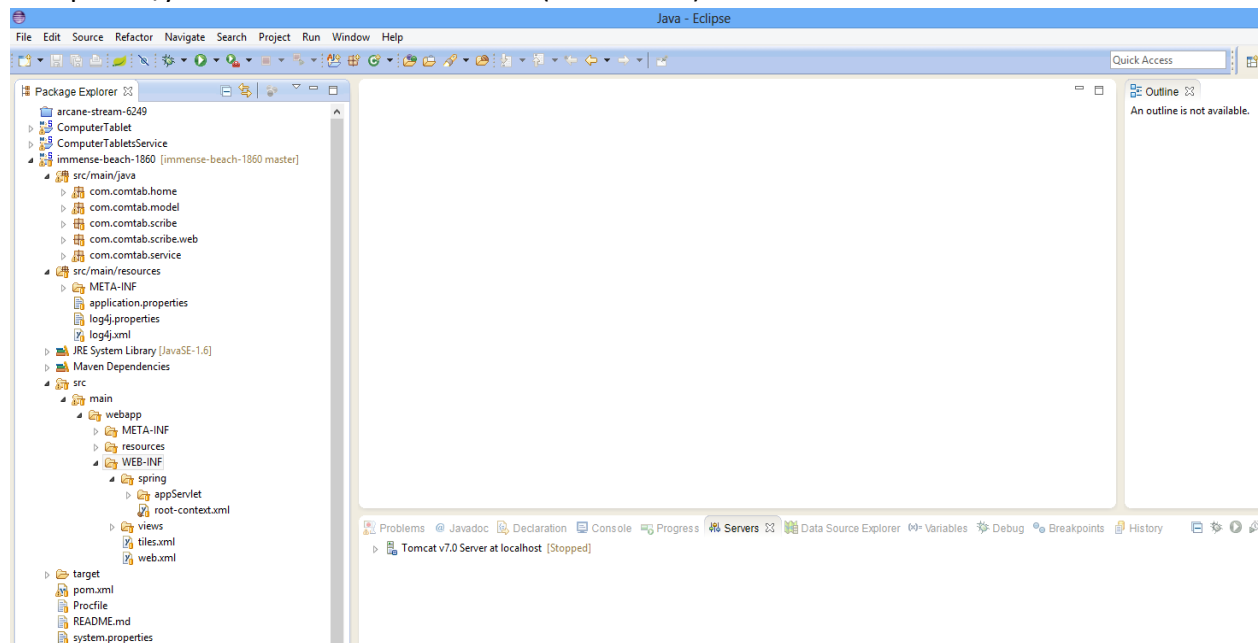 Java - Eclipse
File Edit Source Refactor Navigate Search Project Run Window Help
Quick Access
Package Explorer
arcane-stream-6249
ComputerTablet
ComputerTabletsService
immense-beach-1860 [immense-beach-1860 master]
src/main/java
com.comtab.home
com.comtab.model
com.comtab.scribe
com.comtab.scribe.web
com.comtab.service
src/main/resources
META-INF
application.properties
log4j.properties
log4j.xml
JRE System Library [JavaSE-1.6]
Maven Dependencies
src
main
webapp
META-INF
resources
WEB-INF
spring
appServlet
root-context.xml
views
tiles.xml
web.xml
target
pom.xml
Procfile
README.md
system.properties
Outline
An outline is not available.
Problems @ Javadoc Declaration Console Progress Servers Data Source Explorer Variables Debug Breakpoints History
Tomcat v7.0 Server at localhost [Stopped]